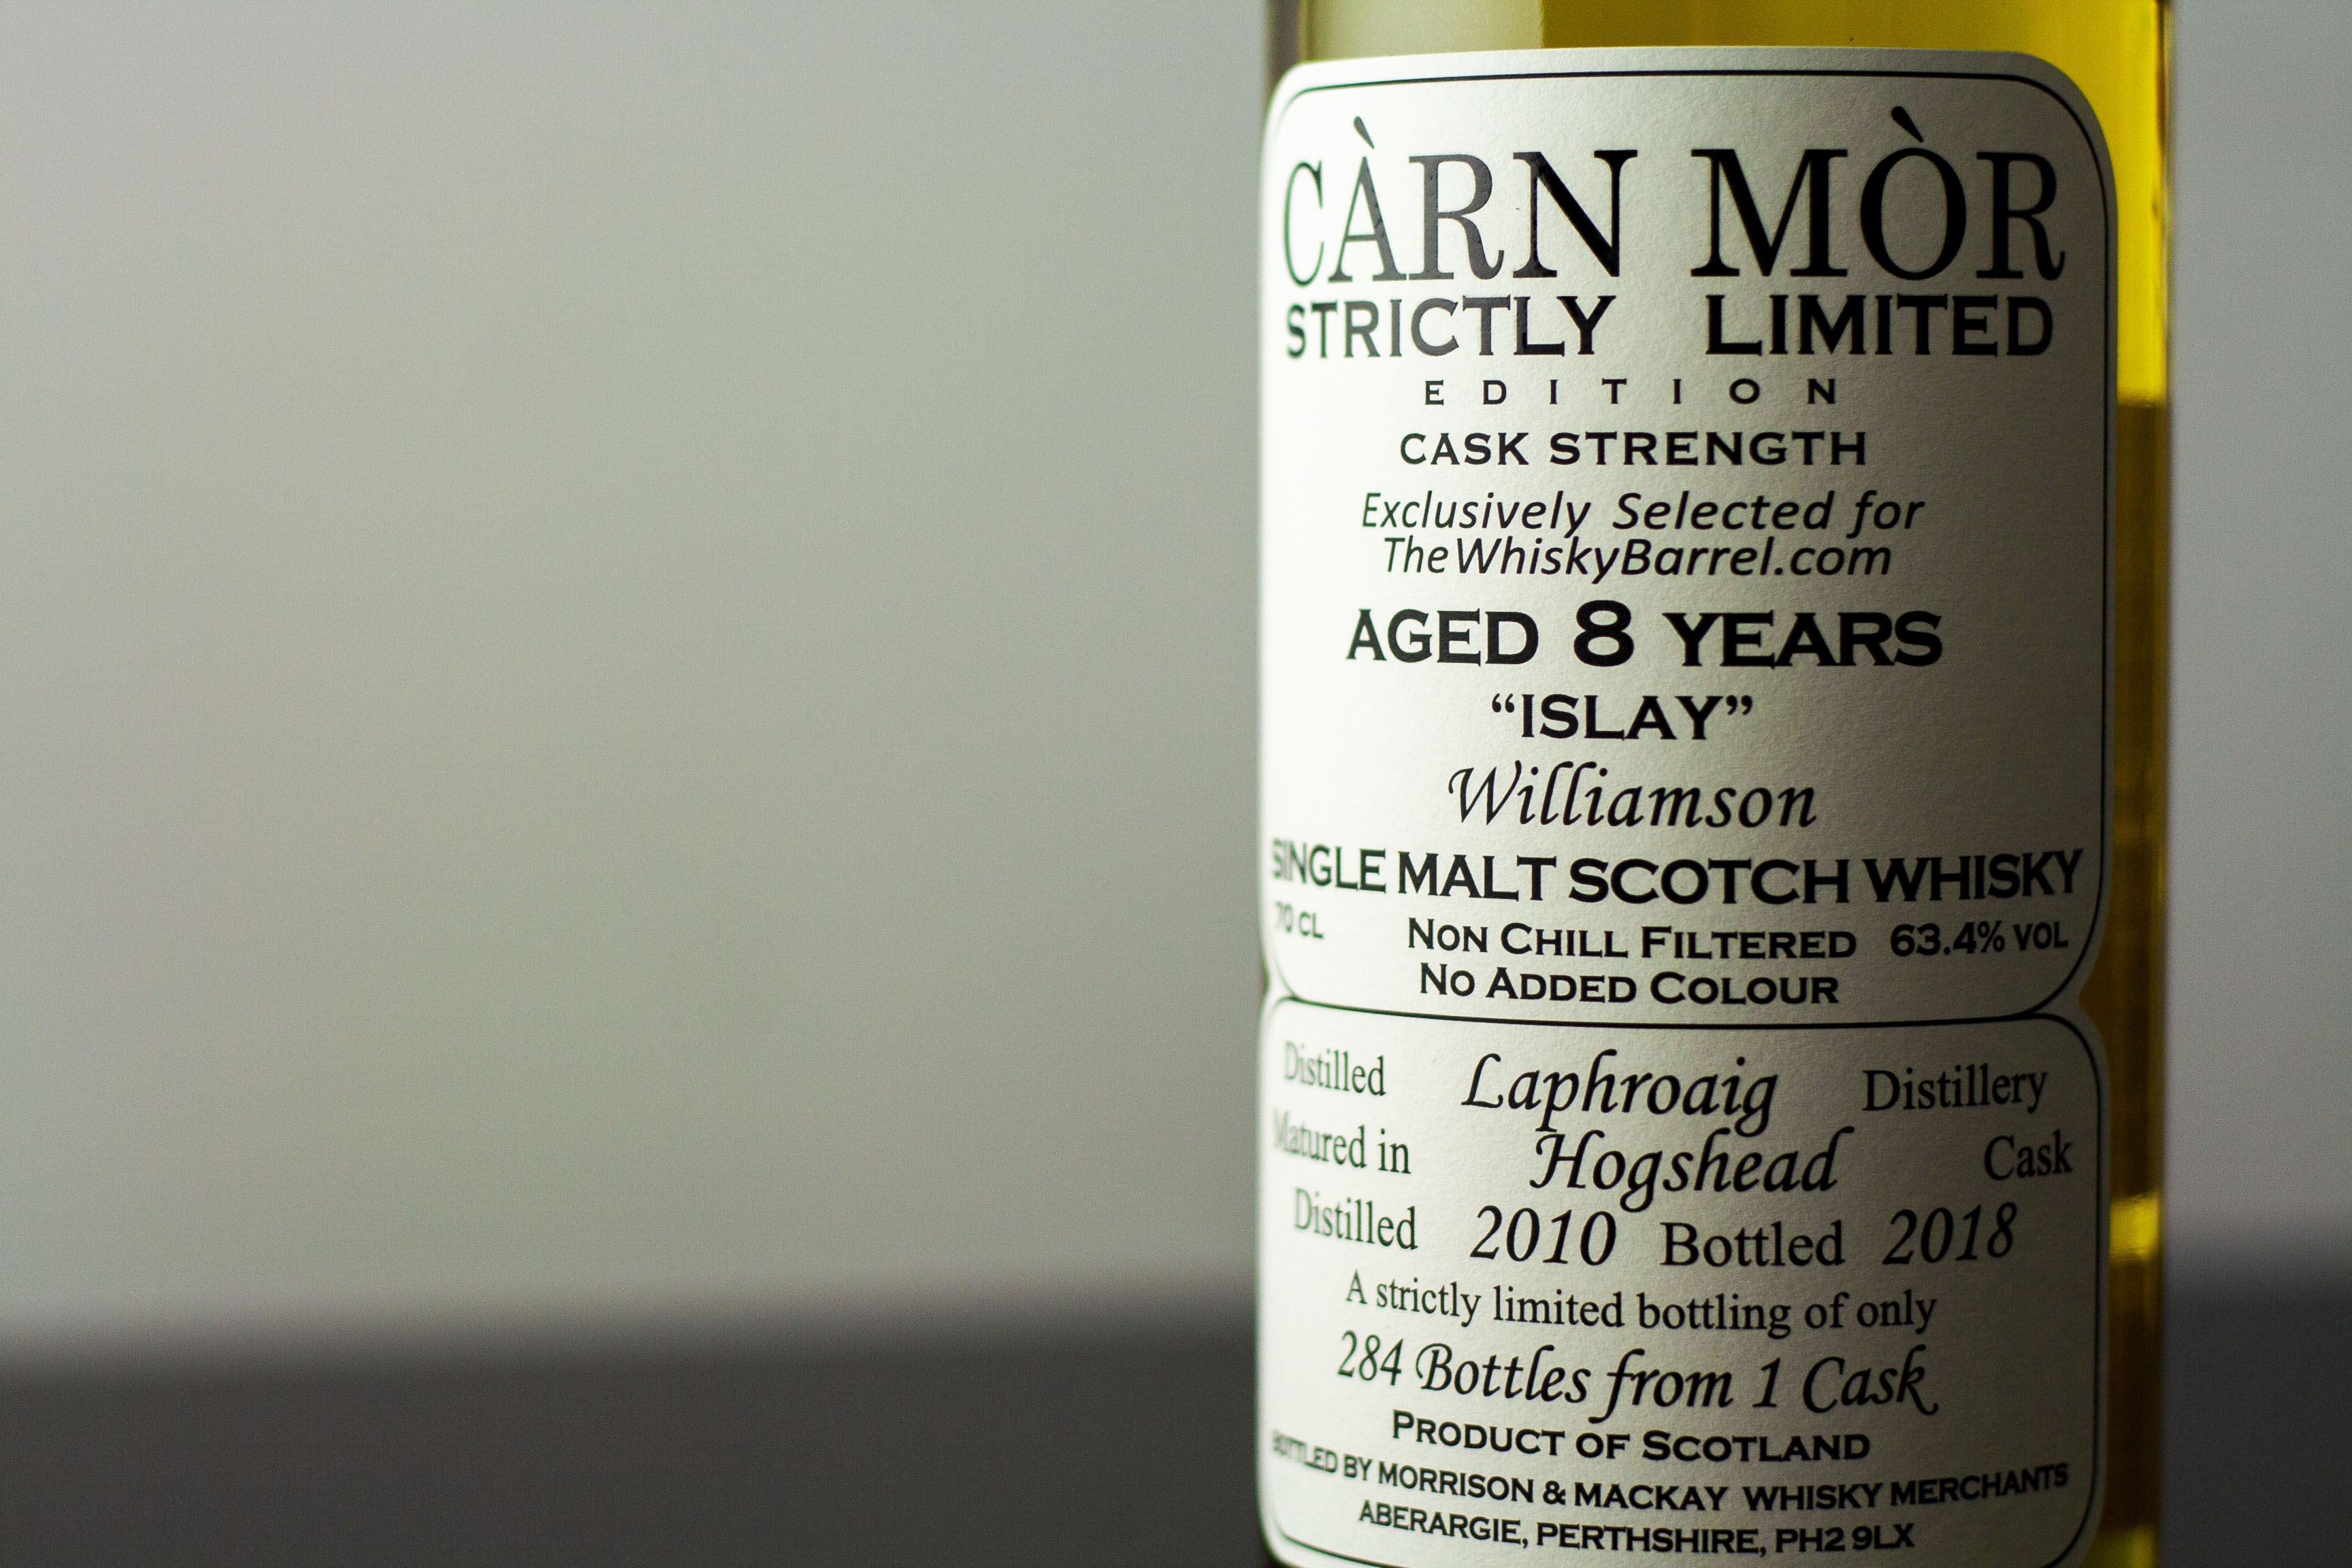 CÀRN MÒR
STRICTLY LIMITED
EDITION
CASK STRENGTH
Exclusively Selected for
TheWhiskyBarrel.com
AGED 8 YEARS
“ISLAY”
Williamson
SINGLE MALT SCOTCH WHISKY
70 CL NON CHILL FILTERED 63.4% VOL
NO ADDED COLOUR
Distilled Laphroaig Distillery
Matured in Hogshead Cask
Distilled 2010 Bottled 2018
A strictly limited bottling of only
284 Bottles from 1 Cask
PRODUCT OF SCOTLAND
BOTTLED BY MORRISON & MACKAY WHISKY MERCHANTS
ABERARGIE, PERTHSHIRE, PH2 9LX